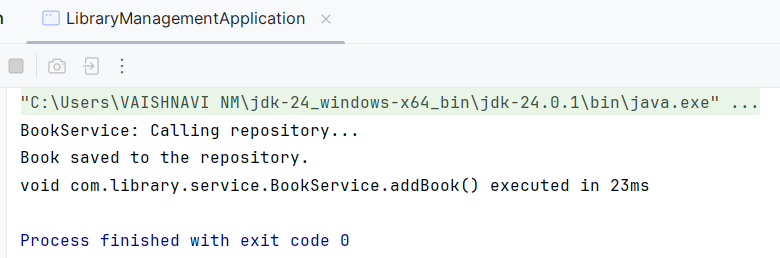 LibraryManagementApplication
"C:\Users\VAISHNAVI NM\jdk-24_windows-x64_bin\jdk-24.0.1\bin\java.exe" ...
BookService: Calling repository...
Book saved to the repository.
void com.library.service.BookService.addBook() executed in 23ms
Process finished with exit code 0